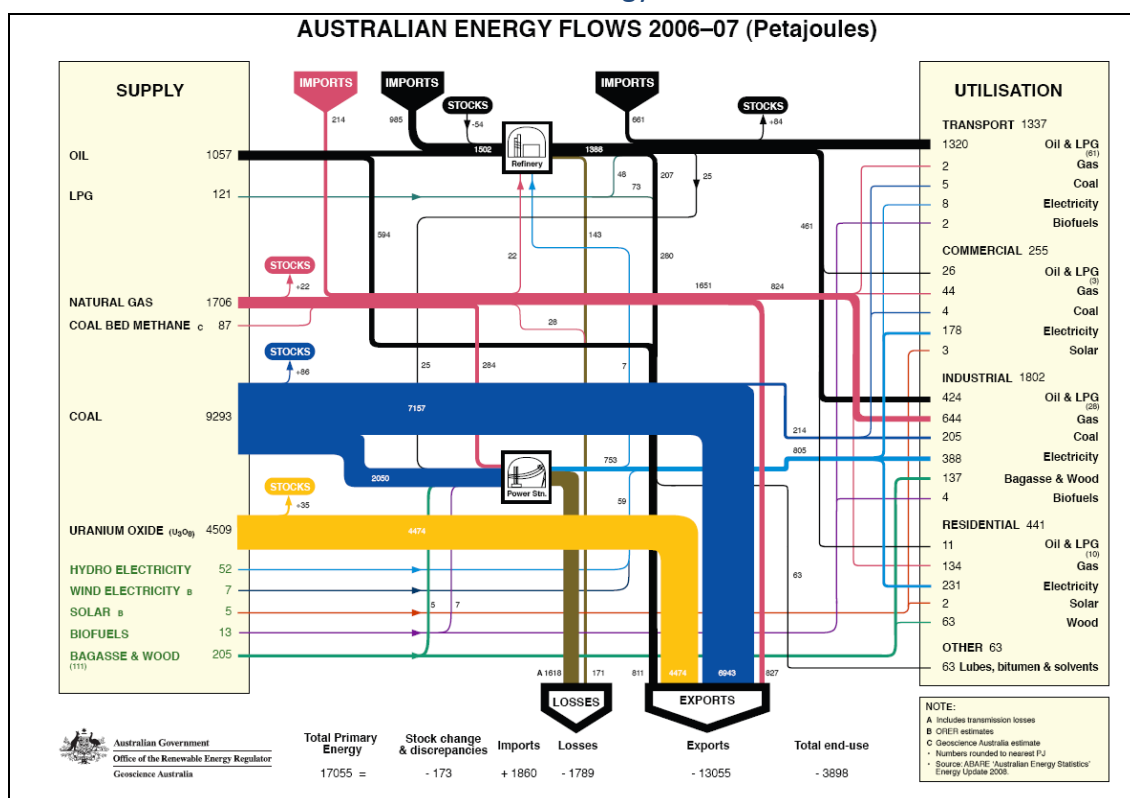 AUSTRALIAN ENERGY FLOWS 2006–07 (Petajoules)
SUPPLY
OIL 1057
LPG 121
NATURAL GAS 1706
COAL BED METHANE C 87
COAL 9293
URANIUM OXIDE (U3O8) 4509
HYDRO ELECTRICITY 52
WIND ELECTRICITY B 7
SOLAR B 5
BIOFUELS 13
BAGASSE & WOOD 205
(111)
IMPORTS
214
IMPORTS
985
STOCKS
-54
IMPORTS
661
STOCKS
+84
1502
Refinery
1388
48
207
25
73
461
594
143
280
22
STOCKS
+22
1651
824
28
STOCKS
+86
25
284
7
7157
214
805
753
2050
Power Stn.
59
STOCKS
+35
4474
63
5
7
A 1618
171
811
4474
6943
827
LOSSES
EXPORTS
UTILISATION
TRANSPORT 1337
1320 Oil & LPG
(61)
2 Gas
5 Coal
8 Electricity
2 Biofuels
COMMERCIAL 255
26 Oil & LPG
(3)
44 Gas
4 Coal
178 Electricity
3 Solar
INDUSTRIAL 1802
424 Oil & LPG
(28)
644 Gas
205 Coal
388 Electricity
137 Bagasse & Wood
4 Biofuels
RESIDENTIAL 441
11 Oil & LPG
(10)
134 Gas
231 Electricity
2 Solar
63 Wood
OTHER 63
63 Lubes, bitumen & solvents
NOTE:
A Includes transmission losses
B ORER estimates
C Geoscience Australia estimate
• Numbers rounded to nearest PJ
• Source: ABARE 'Australian Energy Statistics'
Energy Update 2008.
Australian Government
Office of the Renewable Energy Regulator
Geoscience Australia
Total Primary Energy
17055 =
Stock change & discrepancies
- 173
Imports
+ 1860
Losses
- 1789
Exports
- 13055
Total end-use
- 3898